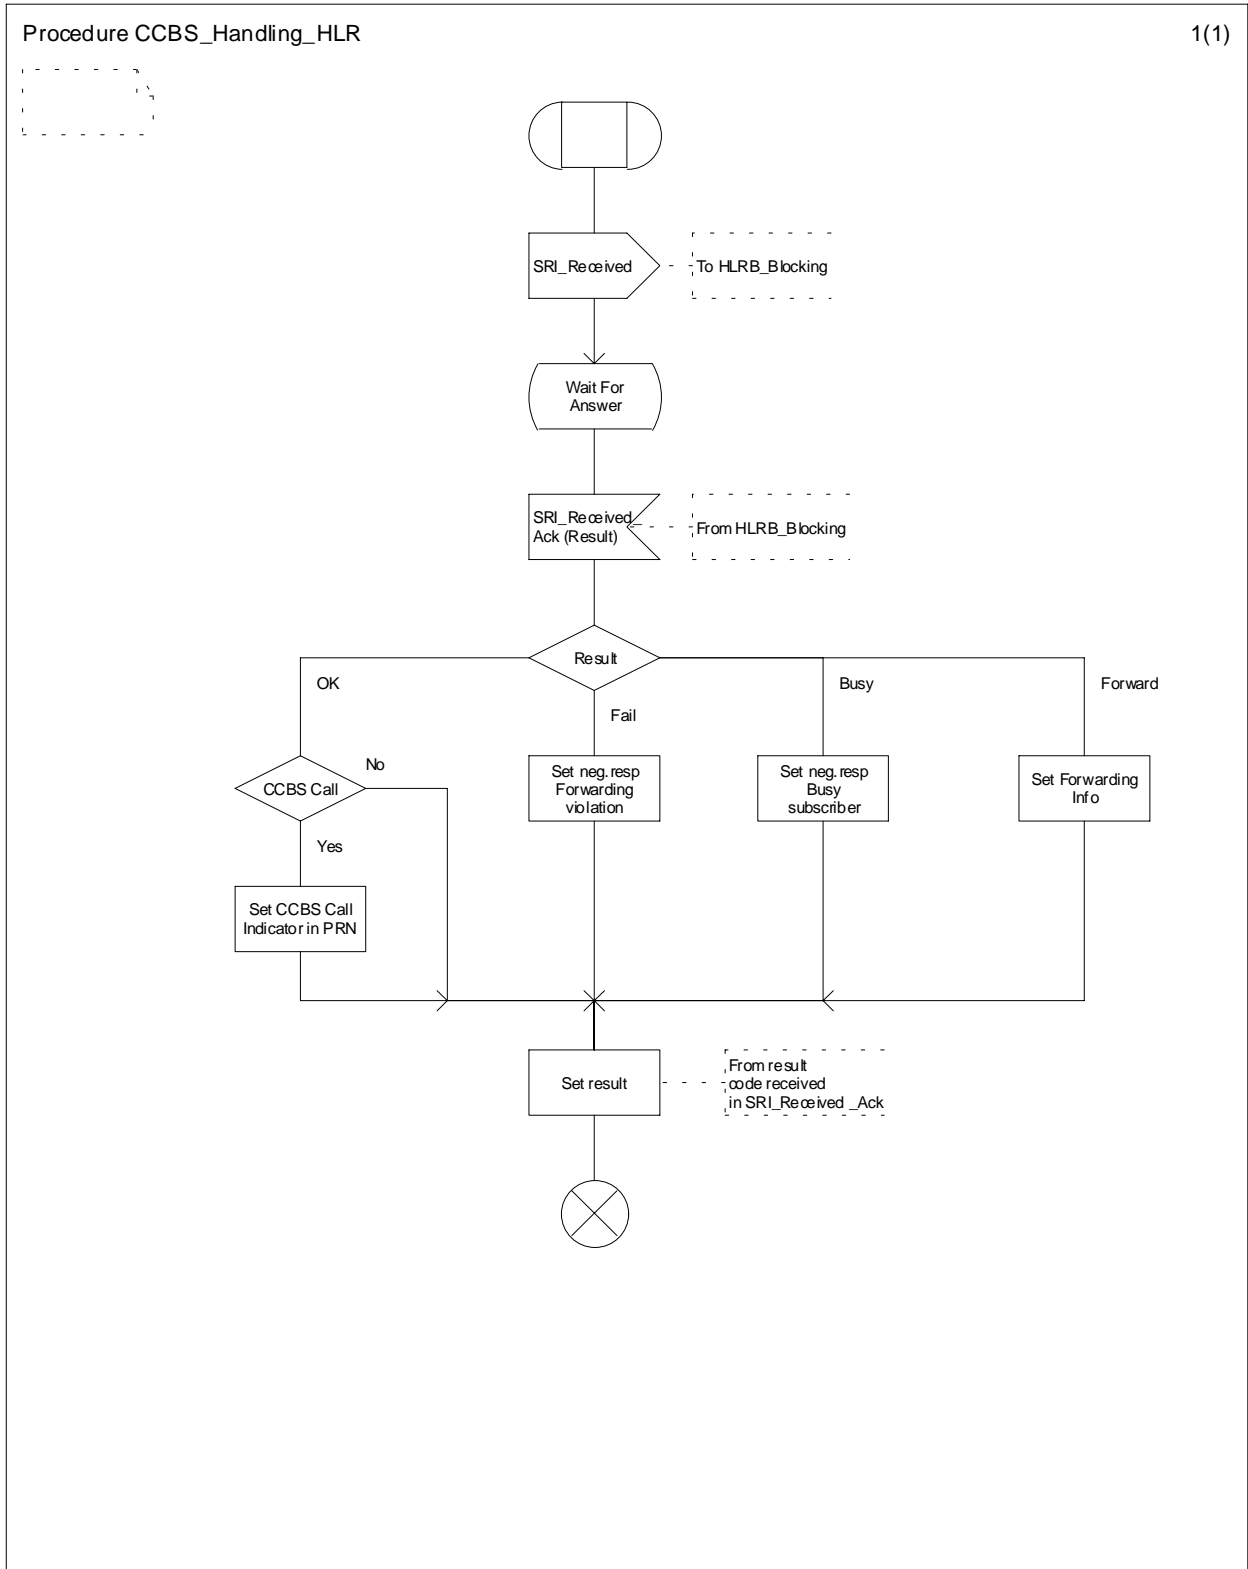 Procedure CCBS_Handling_HLR
1(1)
SRI_Received
To HLRB_Blocking
Wait For
Answer
SRI_Received_
Ack (Result)
From HLRB_Blocking
Result
OK
Busy
Forward
Fail
No
CCBS Call
Set neg.resp
Forwarding
violation
Set neg.resp
Busy
subscriber
Set Forwarding
Info
Yes
Set CCBS Call
Indicator in PRN
Set result
From result
code received
in SRI_Received _Ack